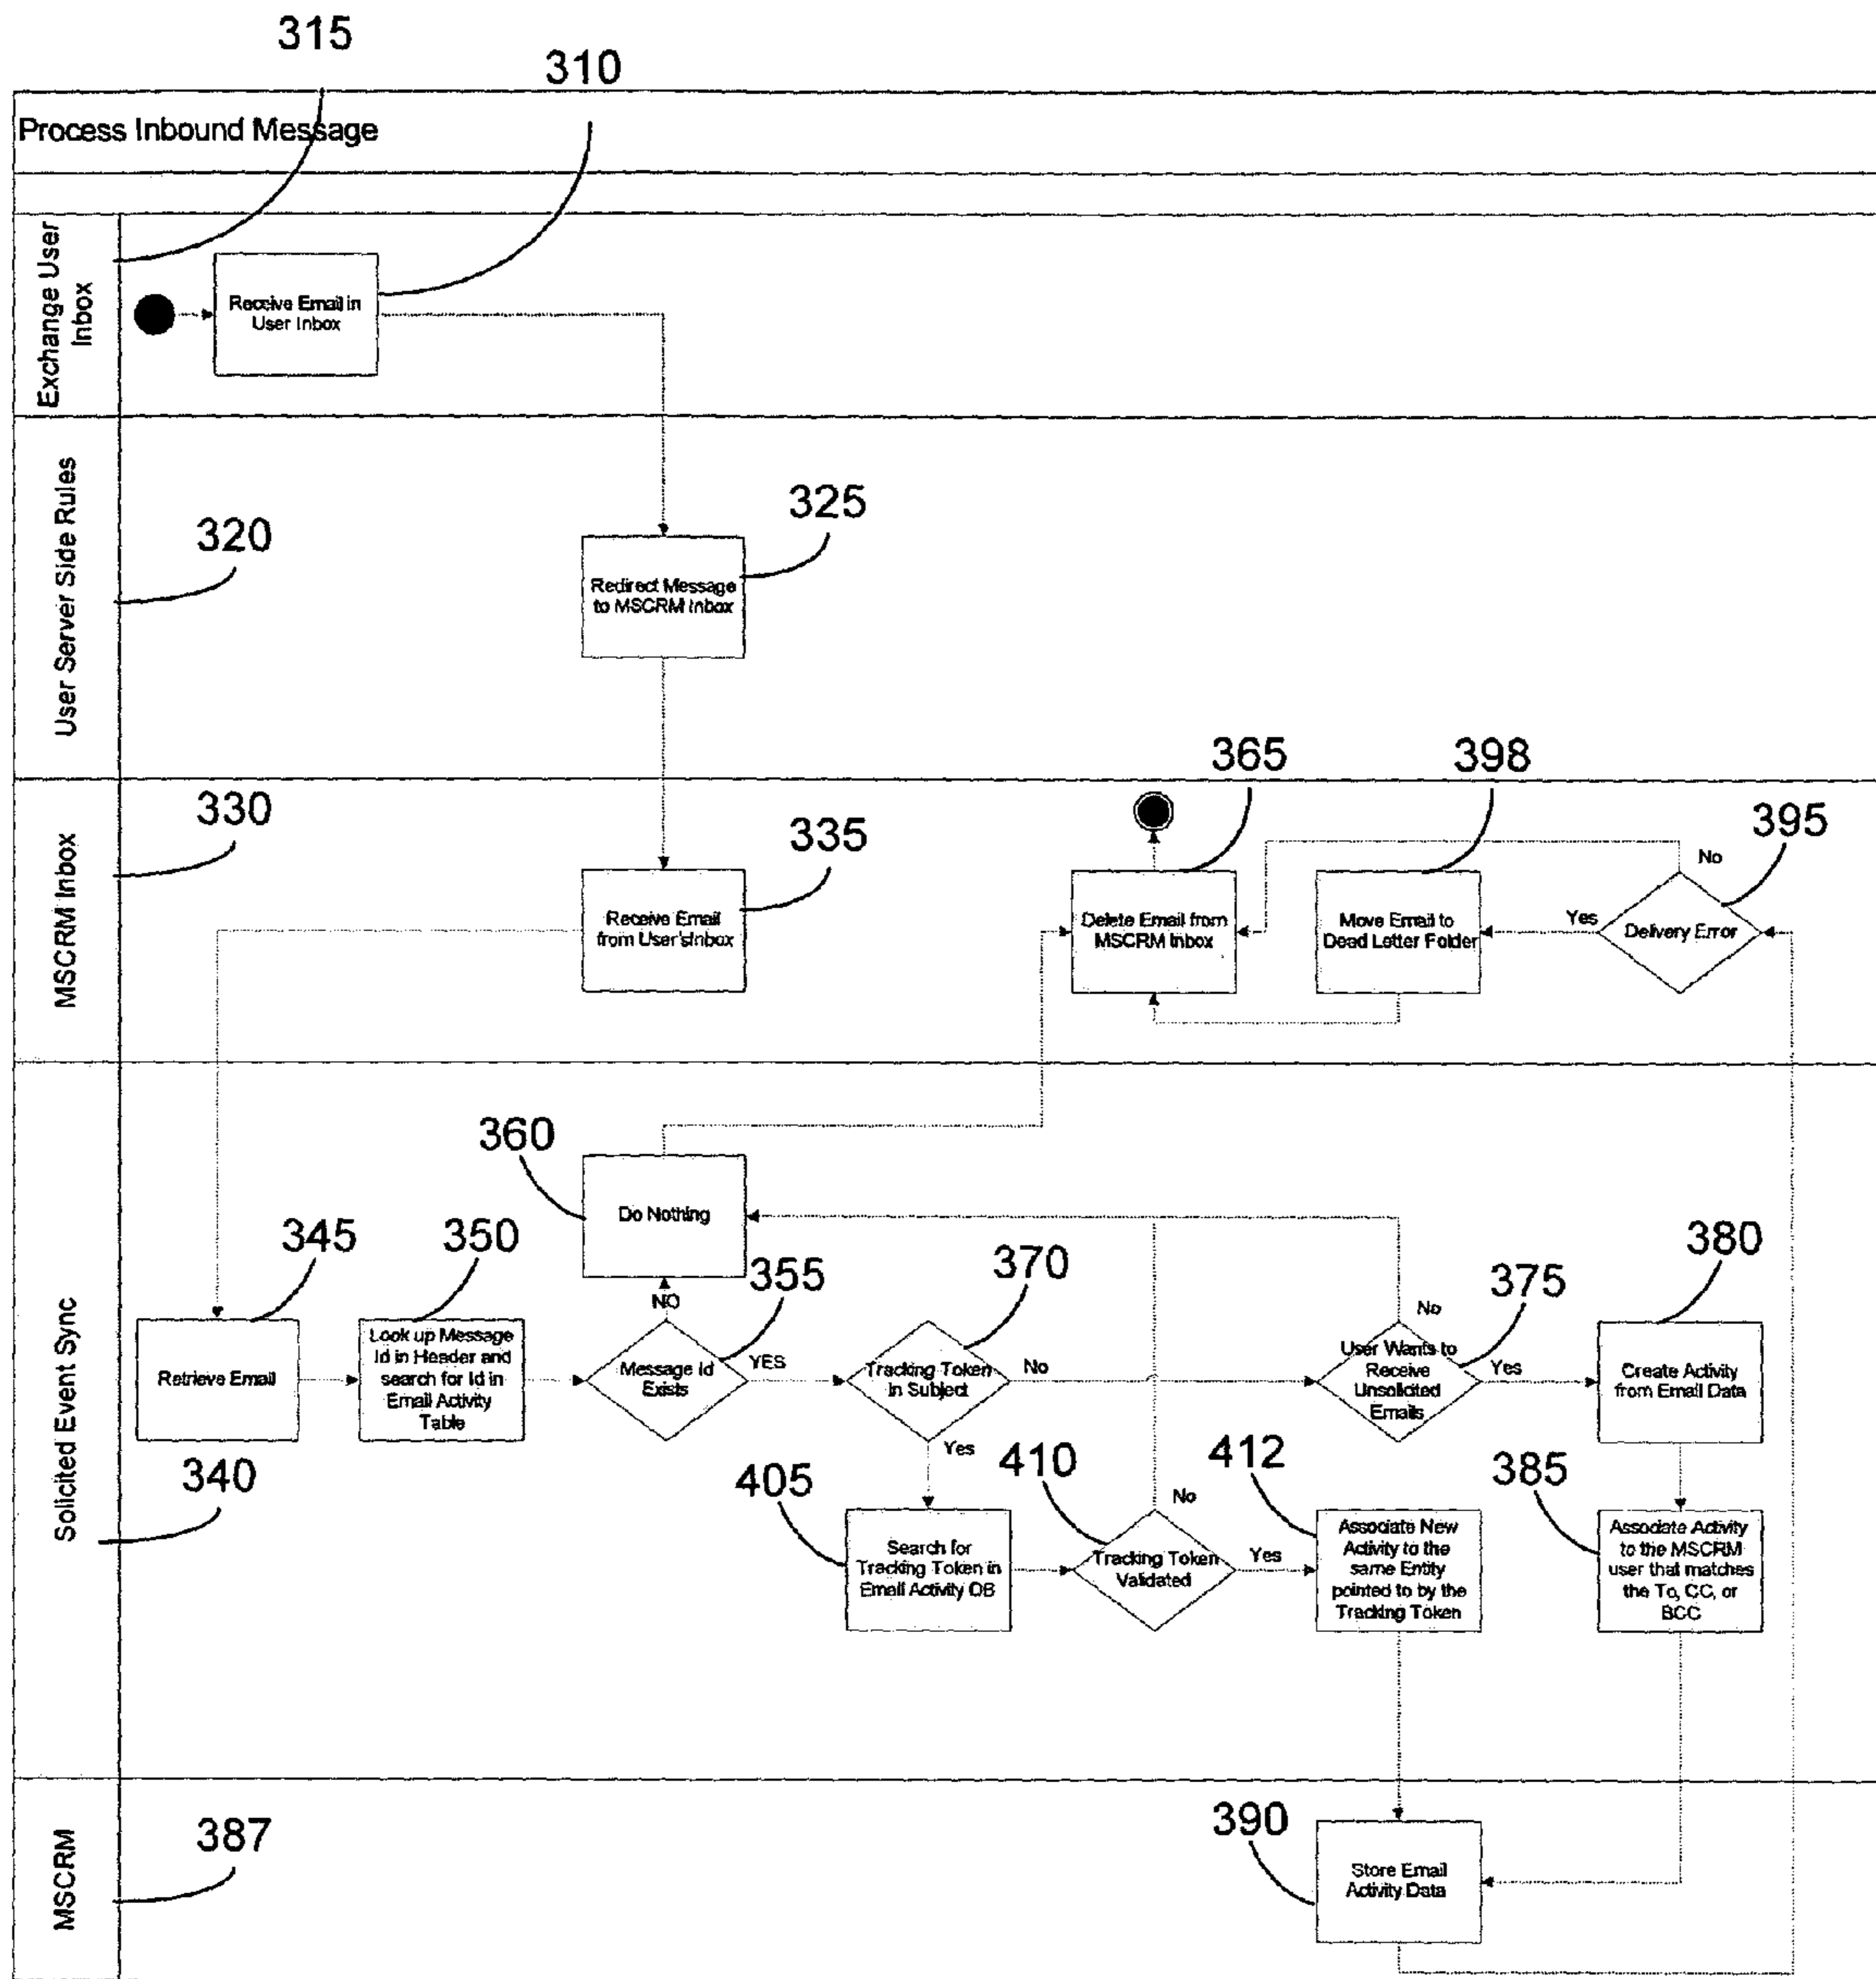 315
310
Process Inbound Message
Exchange User
Inbox
Receive Email in
User Inbox
User Server Side Rules
320
325
Redirect Message
to MSCRM Inbox
MSCRM Inbox
330
335
Receive Email
from User'sInbox
365
398
395
Delete Email from
MSCRM Inbox
Move Email to
Dead Letter Folder
Yes
No
Delivery Error
Solicited Event Sync
340
360
Do Nothing
345
350
355
370
375
380
Retrieve Email
Look up Message
Id in Header and
search for Id in
Email Activity
Table
NO
Message Id
Exists
YES
Tracking Token
in Subject
No
No
User Wants to
Receive
Unsolicited
Emails
Yes
Create Activity
from Email Data
Yes
405
410
412
385
Search for
Tracking Token in
Email Activity DB
No
Tracking Token
Validated
Yes
Associate New
Activity to the
same Entity
pointed to by the
Tracking Token
Associate Activity
to the MSCRM
user that matches
the To, CC, or
BCC
MSCRM
387
390
Store Email
Activity Data